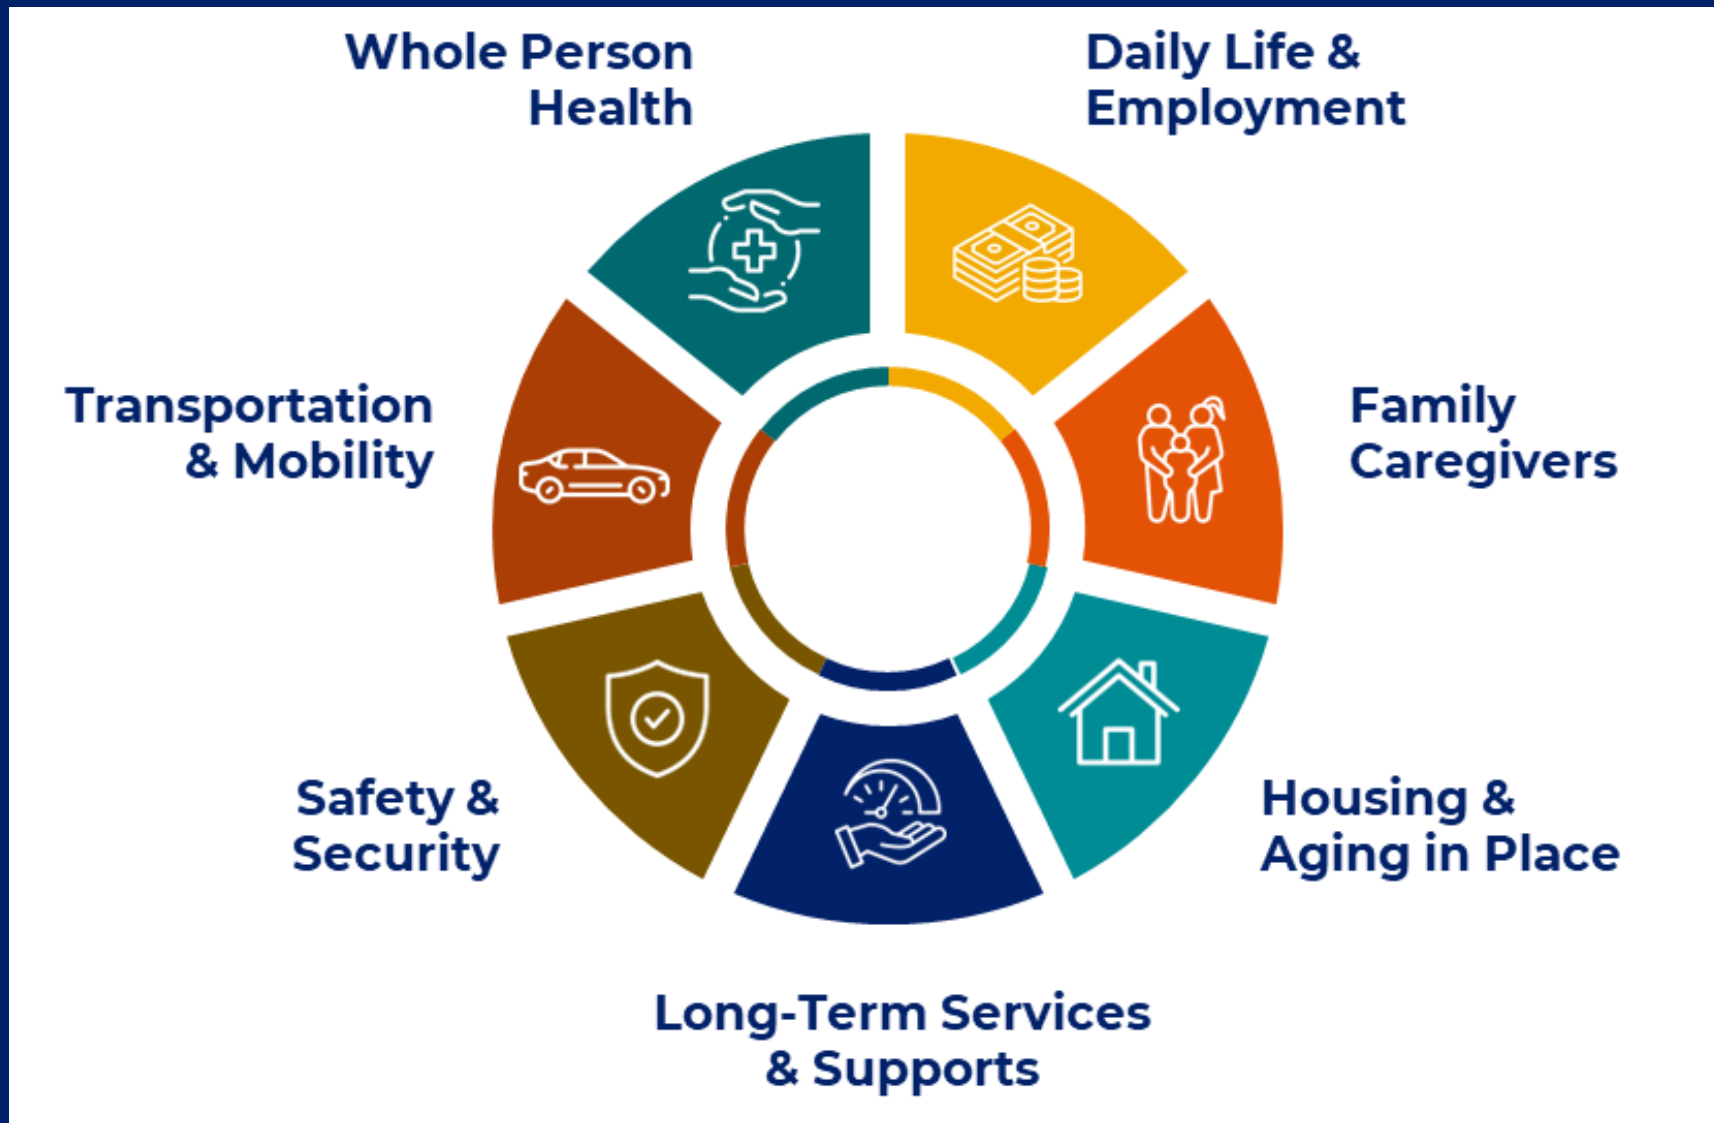 Whole Person
Health
Daily Life &
Employment
Transportation
& Mobility
Family
Caregivers
Safety &
Security
Housing &
Aging in Place
Long-Term Services
& Supports